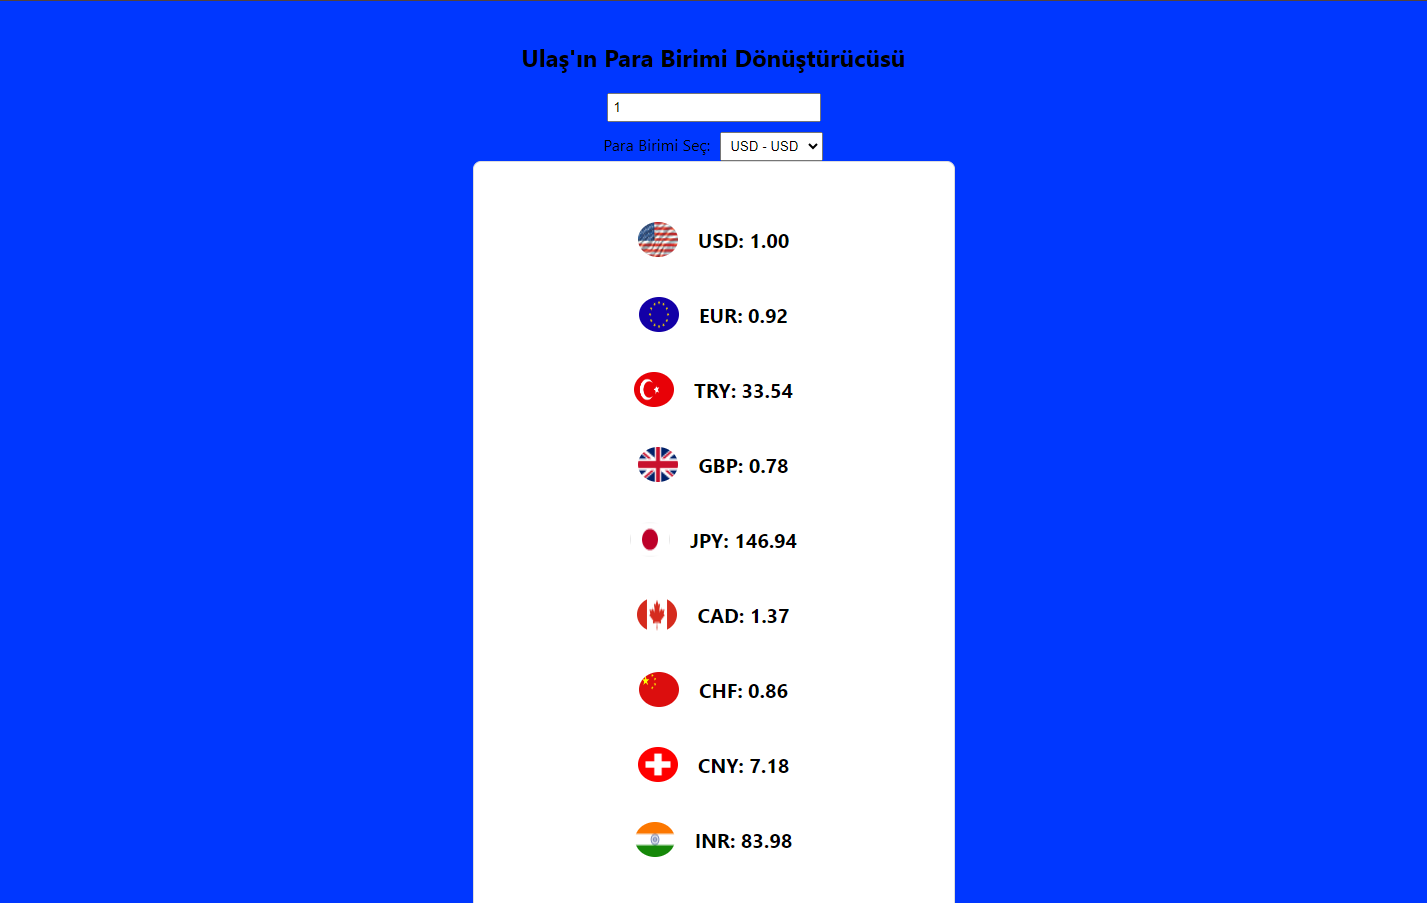 Ulaş'ın Para Birimi Dönüştürücüsü
1
Para Birimi Seç: USD - USD
USD: 1.00
EUR: 0.92
TRY: 33.54
GBP: 0.78
JPY: 146.94
CAD: 1.37
CHF: 0.86
CNY: 7.18
INR: 83.98